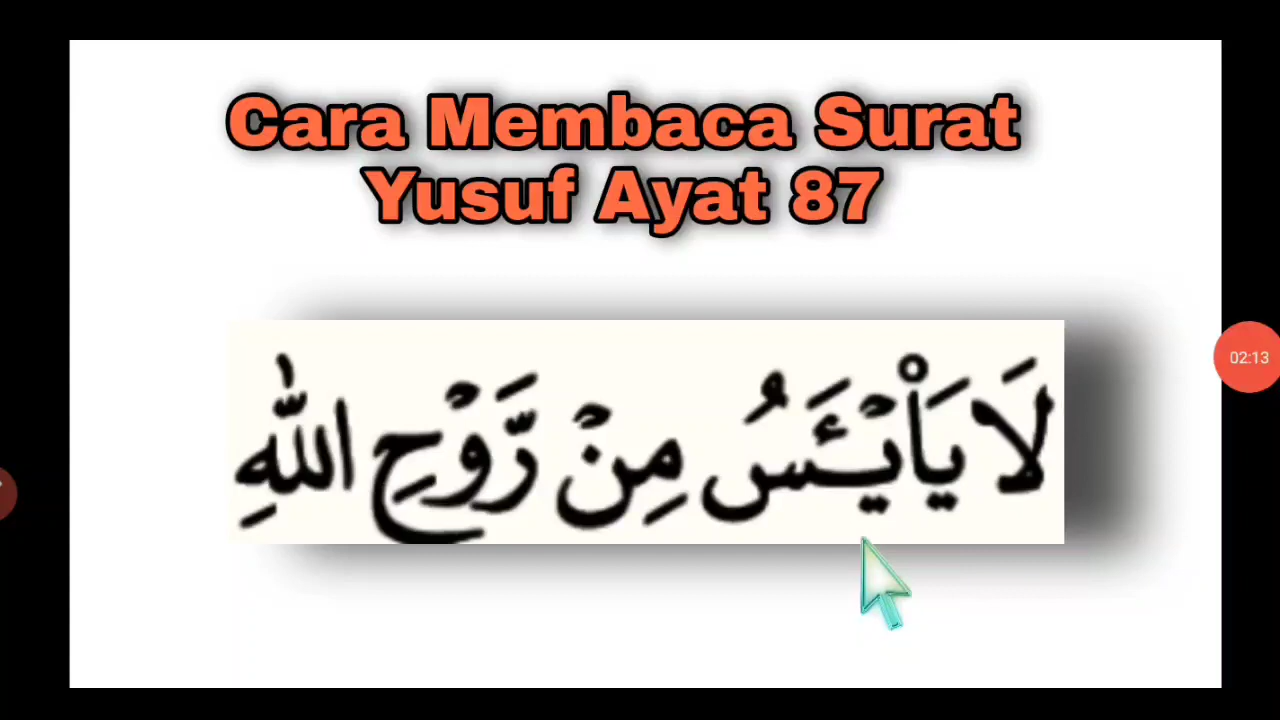 Cara Membaca Surat
Yusuf Ayat 87
لَا يَا۟يْـَٔسُ مِنْ رَّوْحِ اللّٰهِ
02:13